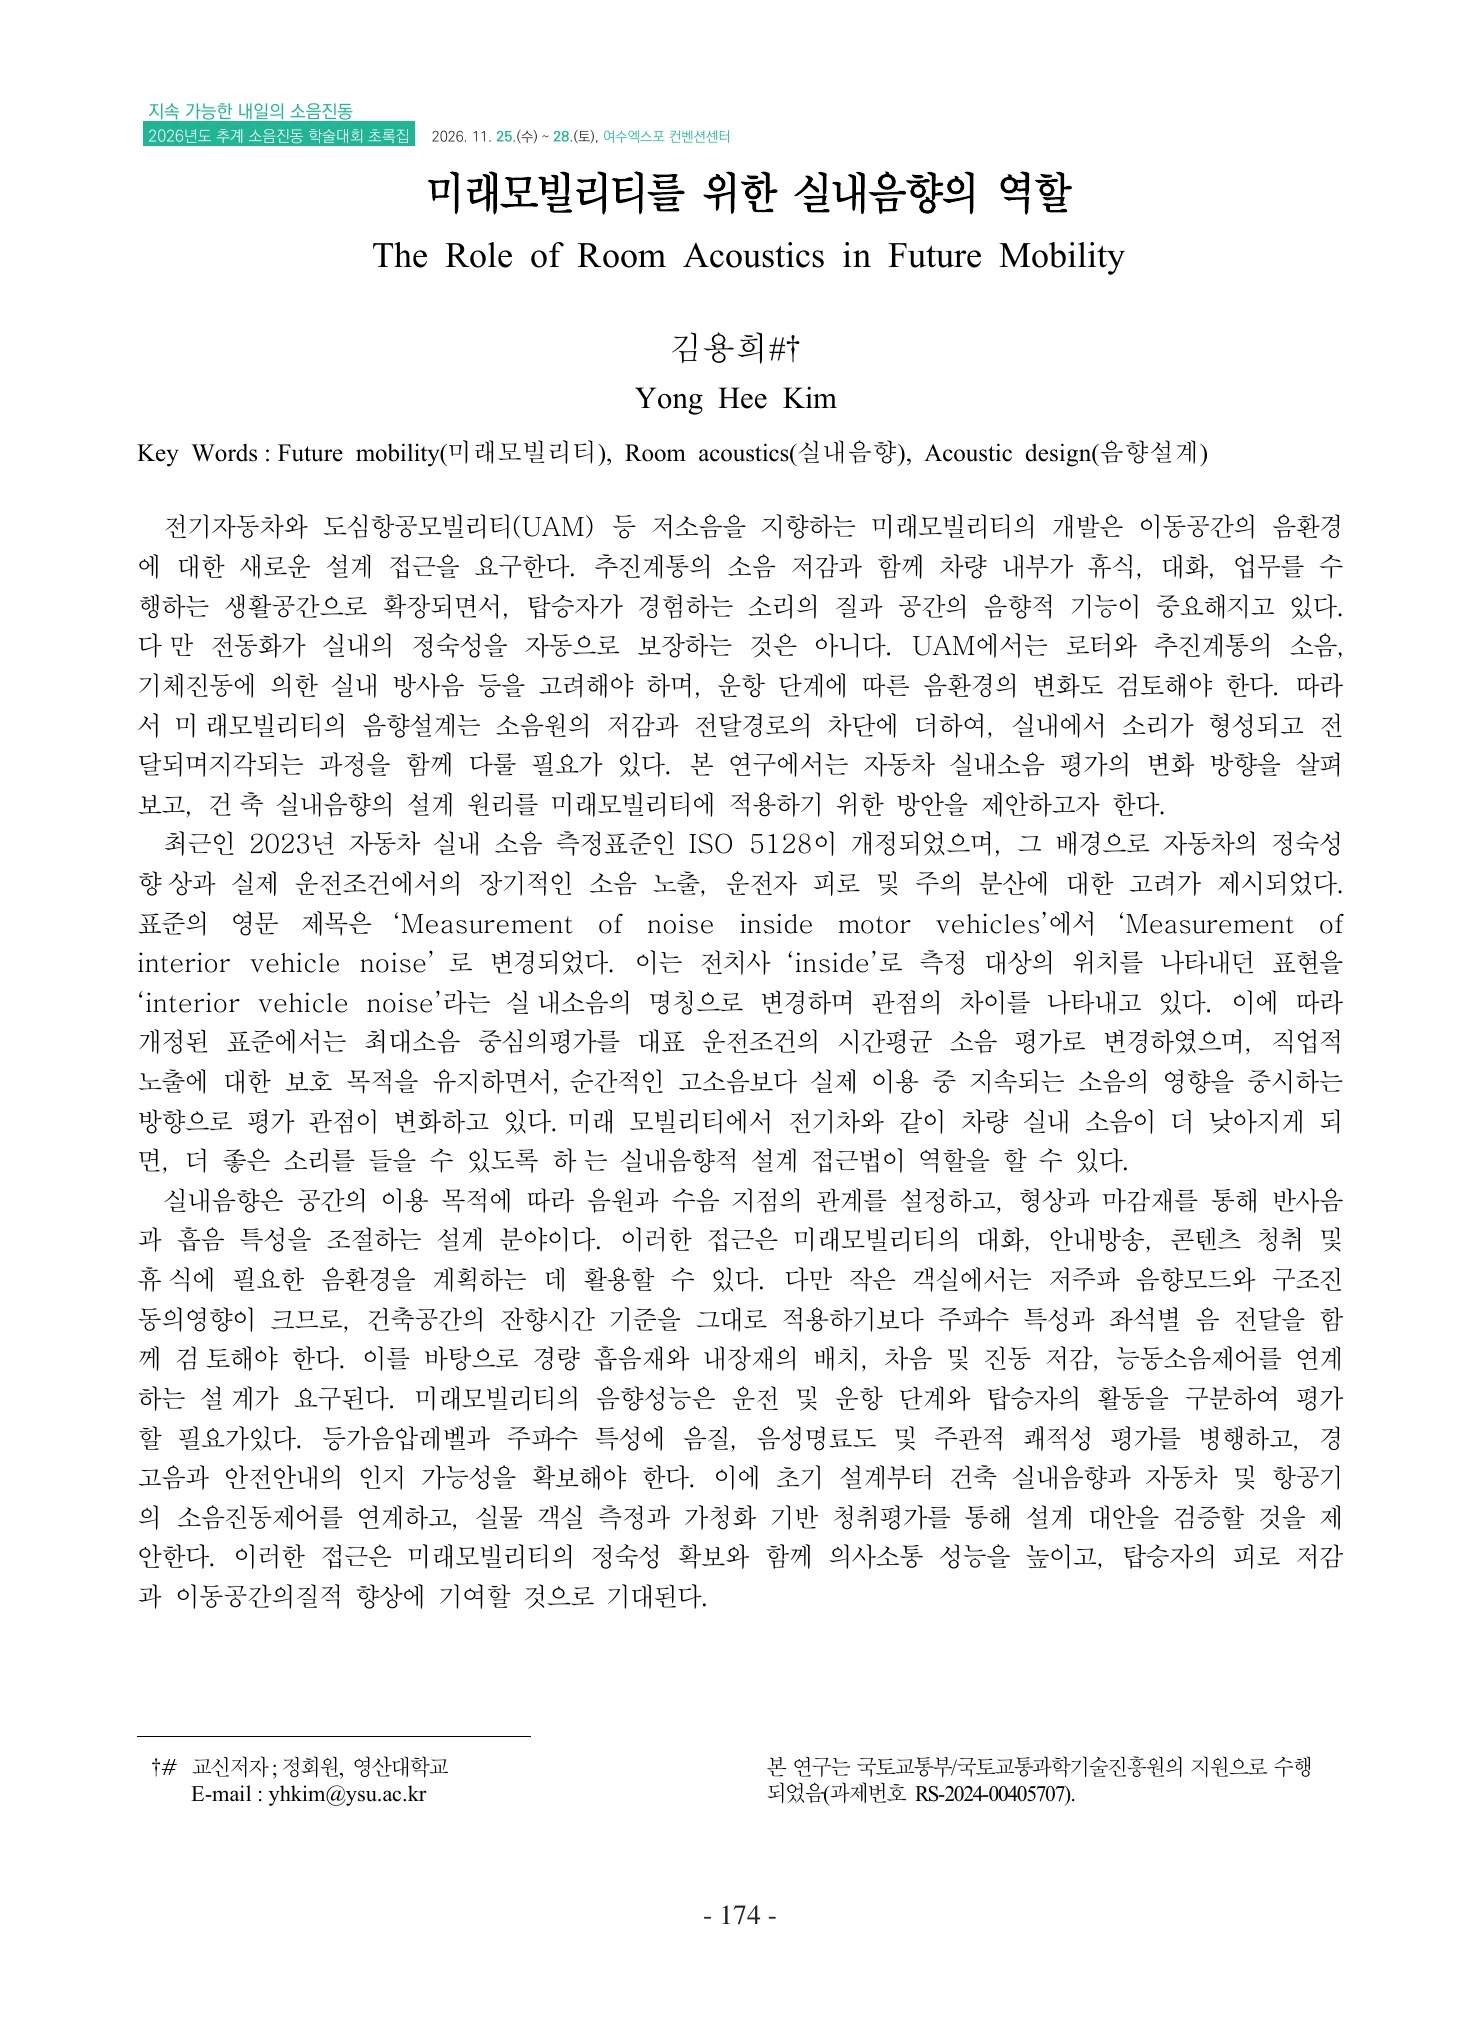 지속 가능한 내일의 소음진동
2026년도 추계 소음진동 학술대회 초록집 2026. 11. 25.(수) ~ 28.(토), 여수엑스포 컨벤션센터
미래모빌리티를 위한 실내음향의 역할
The Role of Room Acoustics in Future Mobility
김용희#†
Yong Hee Kim
Key Words : Future mobility(미래모빌리티), Room acoustics(실내음향), Acoustic design(음향설계)
전기자동차와 도심항공모빌리티(UAM) 등 저소음을 지향하는 미래모빌리티의 개발은 이동공간의 음환경
에 대한 새로운 설계 접근을 요구한다. 추진계통의 소음 저감과 함께 차량 내부가 휴식, 대화, 업무를 수
행하는 생활공간으로 확장되면서, 탑승자가 경험하는 소리의 질과 공간의 음향적 기능이 중요해지고 있다.
다 만 전동화가 실내의 정숙성을 자동으로 보장하는 것은 아니다. UAM에서는 로터와 추진계통의 소음,
기체진동에 의한 실내 방사음 등을 고려해야 하며, 운항 단계에 따른 음환경의 변화도 검토해야 한다. 따라
서 미 래모빌리티의 음향설계는 소음원의 저감과 전달경로의 차단에 더하여, 실내에서 소리가 형성되고 전
달되며지각되는 과정을 함께 다룰 필요가 있다. 본 연구에서는 자동차 실내소음 평가의 변화 방향을 살펴
보고, 건 축 실내음향의 설계 원리를 미래모빌리티에 적용하기 위한 방안을 제안하고자 한다.
최근인 2023년 자동차 실내 소음 측정표준인 ISO 5128이 개정되었으며, 그 배경으로 자동차의 정숙성
향 상과 실제 운전조건에서의 장기적인 소음 노출, 운전자 피로 및 주의 분산에 대한 고려가 제시되었다.
표준의 영문 제목은 ‘Measurement of noise inside motor vehicles’에서 ‘Measurement of
interior vehicle noise’ 로 변경되었다. 이는 전치사 ‘inside’로 측정 대상의 위치를 나타내던 표현을
‘interior vehicle noise’라는 실 내소음의 명칭으로 변경하며 관점의 차이를 나타내고 있다. 이에 따라
개정된 표준에서는 최대소음 중심의평가를 대표 운전조건의 시간평균 소음 평가로 변경하였으며, 직업적
노출에 대한 보호 목적을 유지하면서, 순간적인 고소음보다 실제 이용 중 지속되는 소음의 영향을 중시하는
방향으로 평가 관점이 변화하고 있다. 미래 모빌리티에서 전기차와 같이 차량 실내 소음이 더 낮아지게 되
면, 더 좋은 소리를 들을 수 있도록 하 는 실내음향적 설계 접근법이 역할을 할 수 있다.
실내음향은 공간의 이용 목적에 따라 음원과 수음 지점의 관계를 설정하고, 형상과 마감재를 통해 반사음
과 흡음 특성을 조절하는 설계 분야이다. 이러한 접근은 미래모빌리티의 대화, 안내방송, 콘텐츠 청취 및
휴 식에 필요한 음환경을 계획하는 데 활용할 수 있다. 다만 작은 객실에서는 저주파 음향모드와 구조진
동의영향이 크므로, 건축공간의 잔향시간 기준을 그대로 적용하기보다 주파수 특성과 좌석별 음 전달을 함
께 검 토해야 한다. 이를 바탕으로 경량 흡음재와 내장재의 배치, 차음 및 진동 저감, 능동소음제어를 연계
하는 설 계가 요구된다. 미래모빌리티의 음향성능은 운전 및 운항 단계와 탑승자의 활동을 구분하여 평가
할 필요가있다. 등가음압레벨과 주파수 특성에 음질, 음성명료도 및 주관적 쾌적성 평가를 병행하고, 경
고음과 안전안내의 인지 가능성을 확보해야 한다. 이에 초기 설계부터 건축 실내음향과 자동차 및 항공기
의 소음진동제어를 연계하고, 실물 객실 측정과 가청화 기반 청취평가를 통해 설계 대안을 검증할 것을 제
안한다. 이러한 접근은 미래모빌리티의 정숙성 확보와 함께 의사소통 성능을 높이고, 탑승자의 피로 저감
과 이동공간의질적 향상에 기여할 것으로 기대된다.
†# 교신저자 ; 정회원, 영산대학교
E-mail : yhkim@ysu.ac.kr
본 연구는 국토교통부/국토교통과학기술진흥원의 지원으로 수행
되었음(과제번호 RS-2024-00405707).
- 174 -